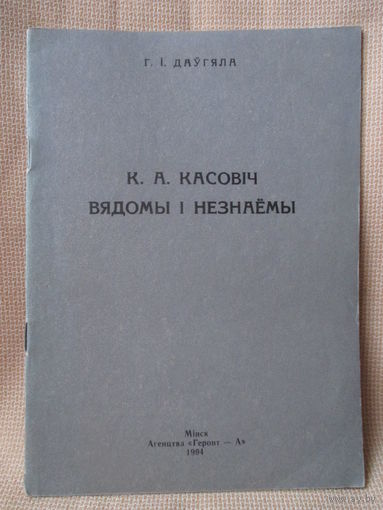 Г. І. ДАЎГЯЛА
К. А. КАСОВІЧ
ВЯДОМЫ І НЕЗНАЁМЫ
Мінск
Агенцтва «Геронт — А»
1994